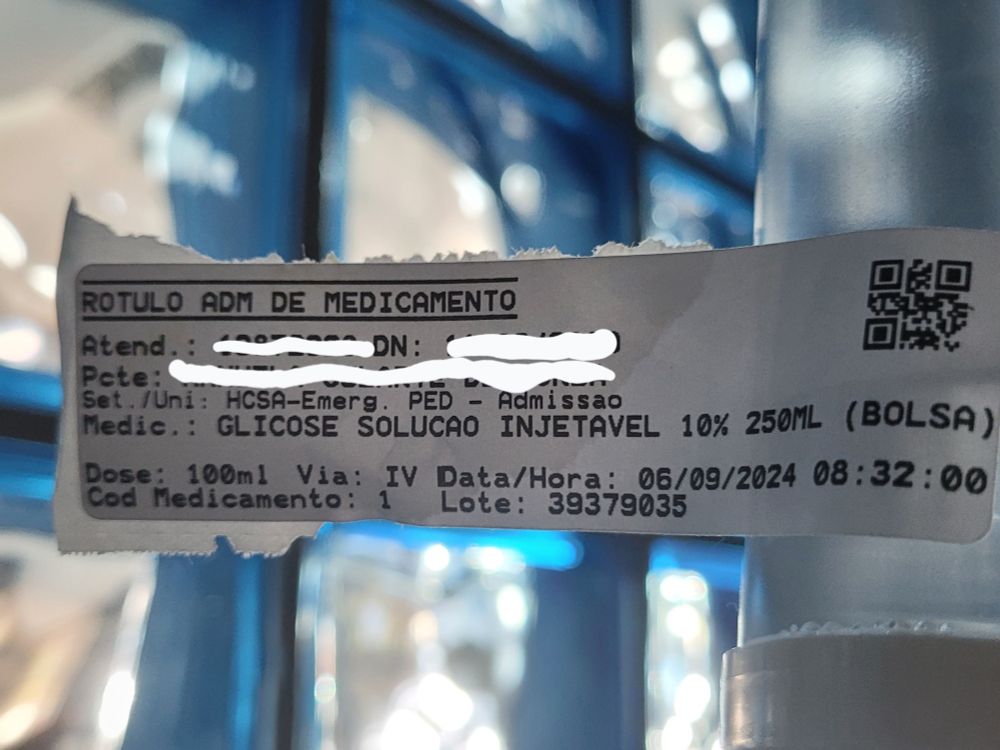 ROTULO ADM DE MEDICAMENTO
Atend.: DN:
Pcte:
Set./Uni: HCSA-Emerg. PED - Admissao
Medic.: GLICOSE SOLUCAO INJETAVEL 10% 250ML (BOLSA)
Dose: 100ml Via: IV Data/Hora: 06/09/2024 08:32:00
Cod Medicamento: 1 Lote: 39379035